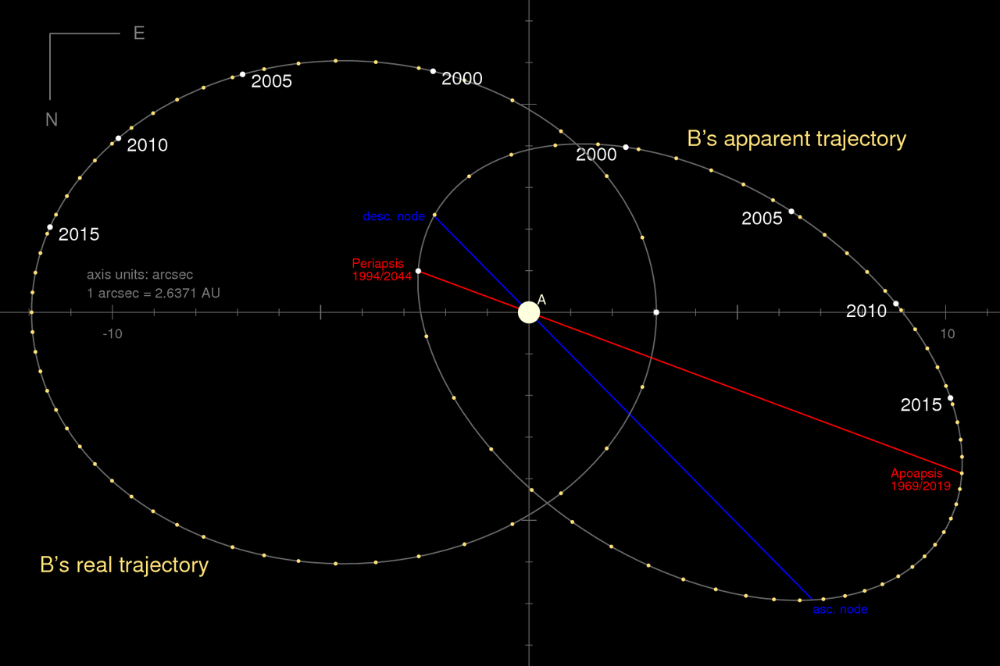 E
N
2005
2000
2010
B’s apparent trajectory
2000
2005
desc. node
2015
Periapsis
1994/2044
axis units: arcsec
1 arcsec = 2.6371 AU
A
2010
-10
10
2015
Apoapsis
1969/2019
B’s real trajectory
asc. node